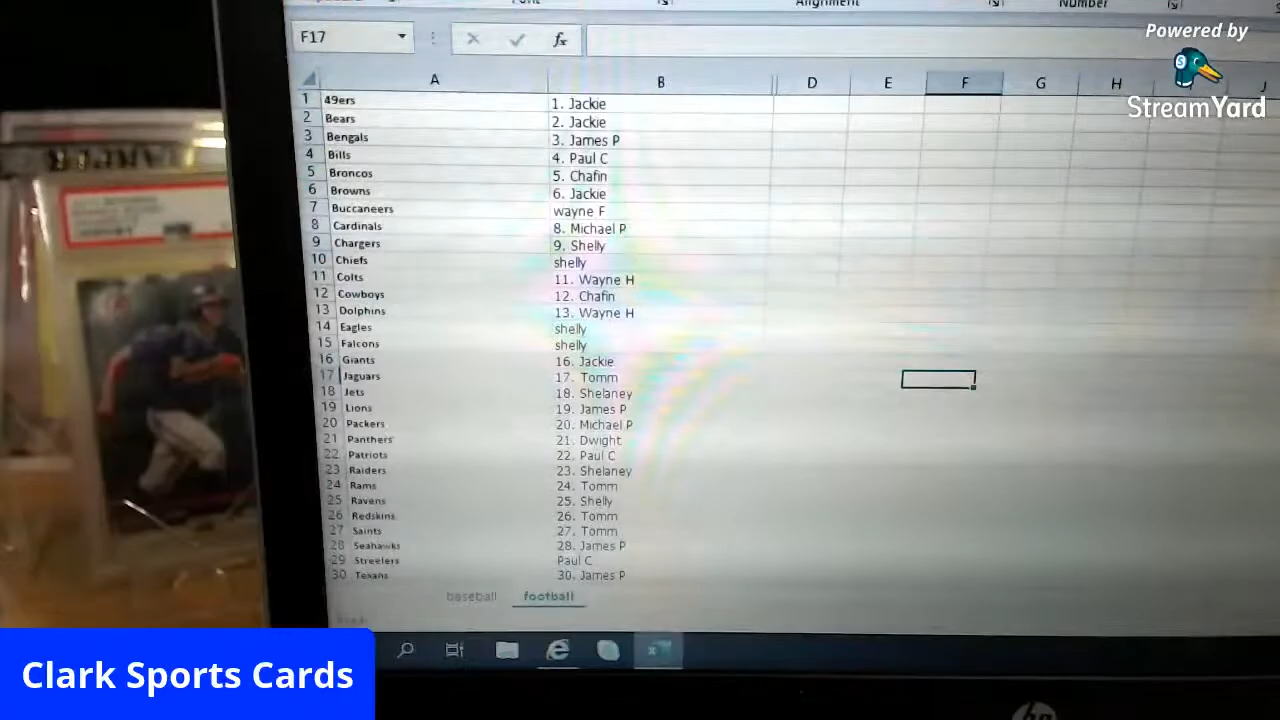 Font
Alignment
Number
Powered by
StreamYard
F17
fx
A B D E F G H J
1 49ers 1. Jackie
2 Bears 2. Jackie
3 Bengals 3. James P
4 Bills 4. Paul C
5 Broncos 5. Chafin
6 Browns 6. Jackie
7 Buccaneers wayne F
8 Cardinals 8. Michael P
9 Chargers 9. Shelly
10 Chiefs shelly
11 Colts 11. Wayne H
12 Cowboys 12. Chafin
13 Dolphins 13. Wayne H
14 Eagles shelly
15 Falcons shelly
16 Giants 16. Jackie
17 Jaguars 17. Tomm
18 Jets 18. Shelaney
19 Lions 19. James P
20 Packers 20. Michael P
21 Panthers 21. Dwight
22 Patriots 22. Paul C
23 Raiders 23. Shelaney
24 Rams 24. Tomm
25 Ravens 25. Shelly
26 Redskins 26. Tomm
27 Saints 27. Tomm
28 Seahawks 28. James P
29 Streelers Paul C
30 Texans 30. James P
baseball football
Clark Sports Cards
hp